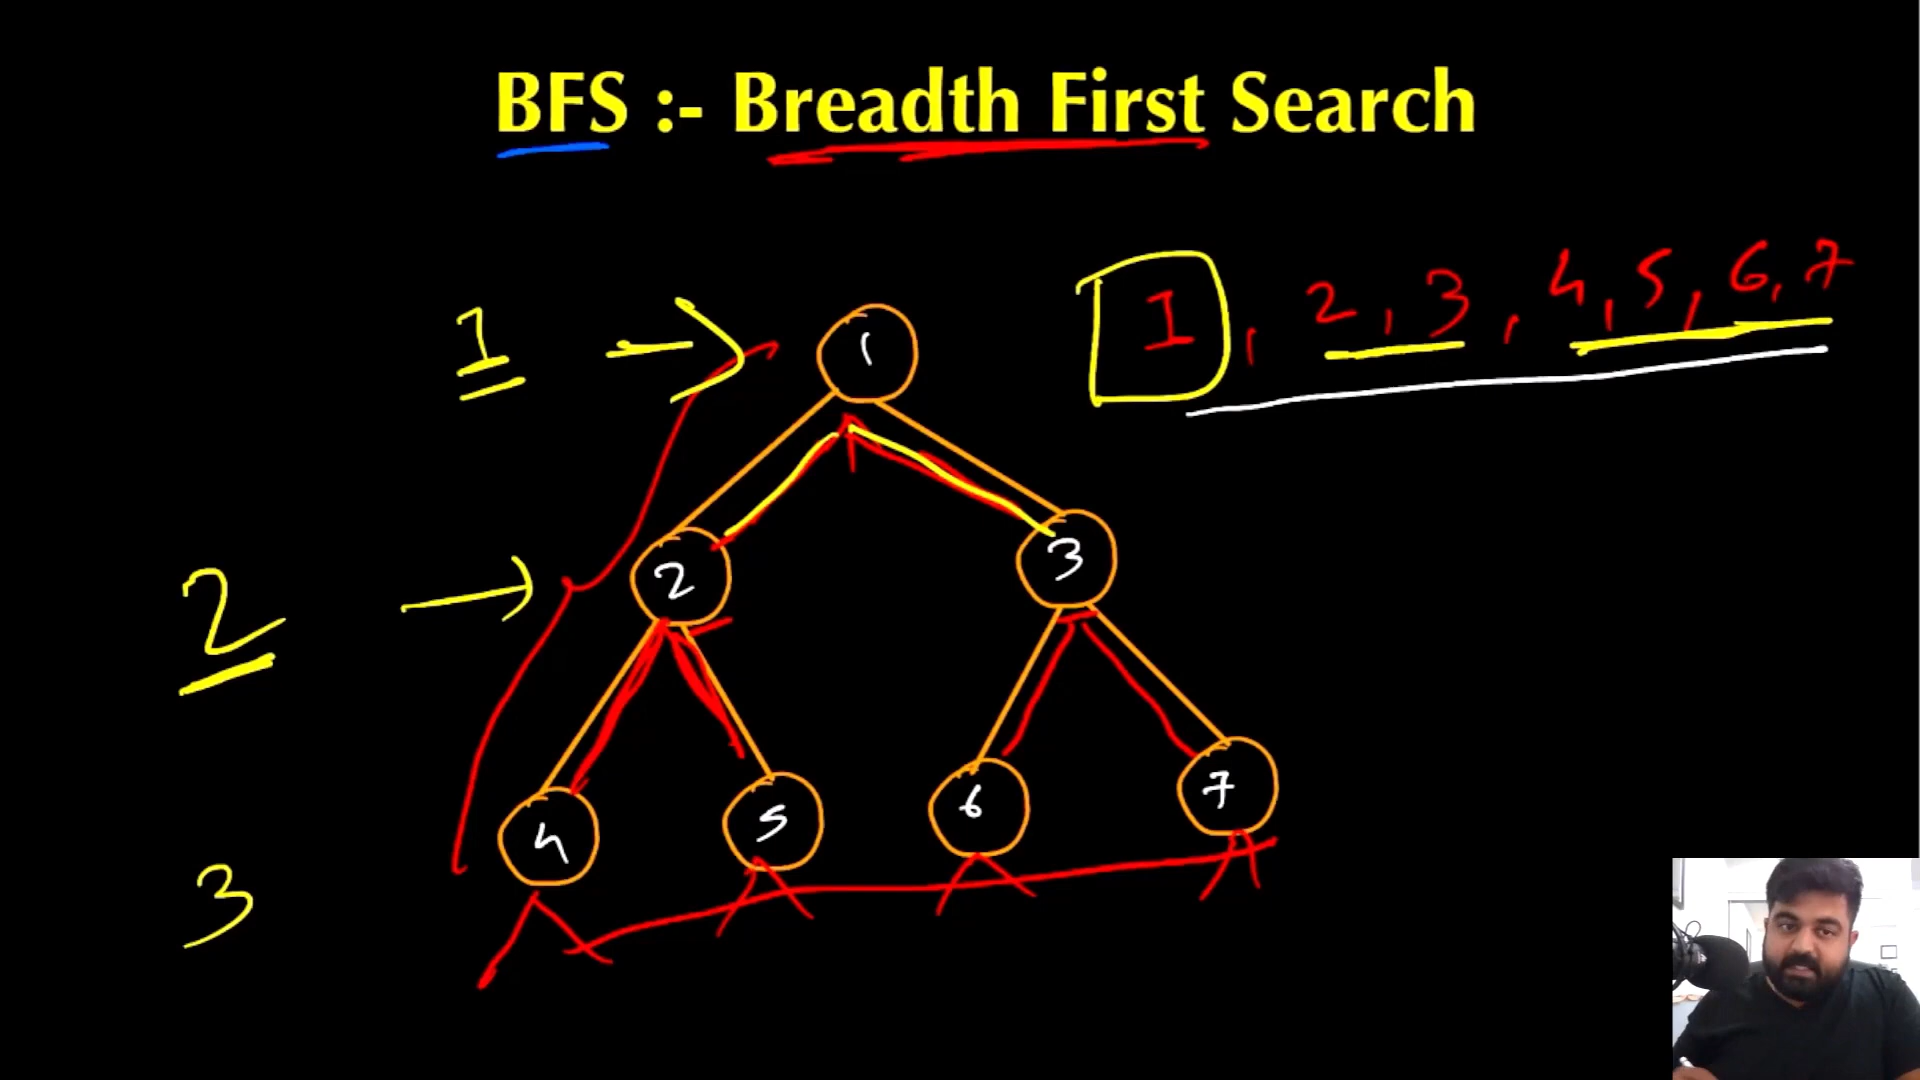 BFS :- Breadth First Search
1, 2, 3, 4, 5, 6, 7
1 → 1
2 → 2 3
3 4 5 6 7